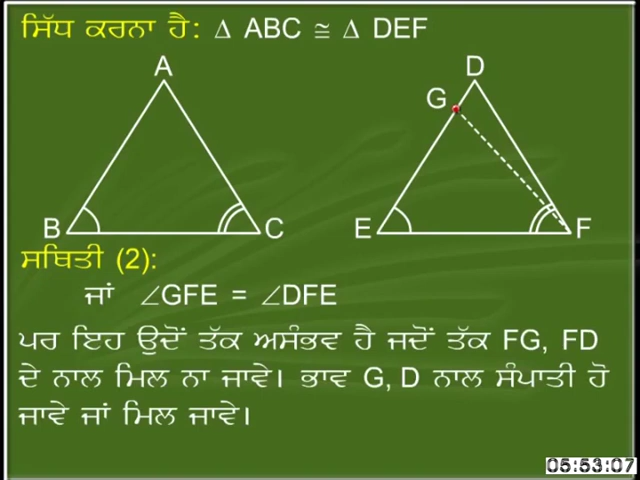 ਸਿੱਧ ਕਰਨਾ ਹੈ: Δ ABC ≅ Δ DEF
A
D
G
B
C
E
F
ਸਥਿਤੀ (2):
ਜਾਂ ∠GFE = ∠DFE
ਪਰ ਇਹ ਉਦੋਂ ਤੱਕ ਅਸੰਭਵ ਹੈ ਜਦੋਂ ਤੱਕ FG, FD
ਦੇ ਨਾਲ ਮਿਲ ਨਾ ਜਾਵੇ। ਭਾਵ G, D ਨਾਲ ਸੰਪਾਤੀ ਹੋ
ਜਾਵੇ ਜਾਂ ਮਿਲ ਜਾਵੇ।
05:53:07